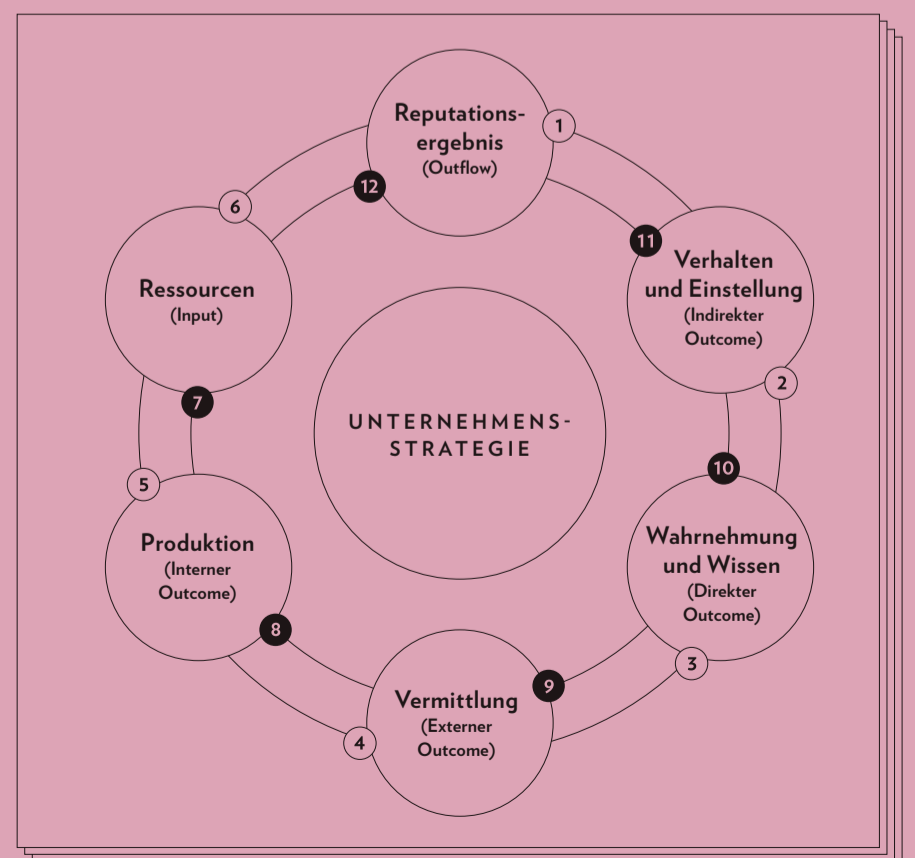 Reputations-
ergebnis
(Outflow)
1
12
6
11
Verhalten
und Einstellung
(Indirekter
Outcome)
Ressourcen
(Input)
2
7
UNTERNEHMENS-
STRATEGIE
10
5
Wahrnehmung
und Wissen
(Direkter
Outcome)
Produktion
(Interner
Outcome)
8
3
9
Vermittlung
(Externer
Outcome)
4